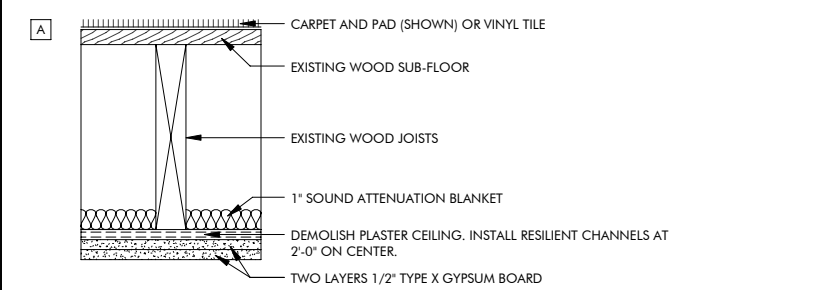 A
CARPET AND PAD (SHOWN) OR VINYL TILE
EXISTING WOOD SUB-FLOOR
EXISTING WOOD JOISTS
1" SOUND ATTENUATION BLANKET
DEMOLISH PLASTER CEILING. INSTALL RESILIENT CHANNELS AT
2'-0" ON CENTER.
TWO LAYERS 1/2" TYPE X GYPSUM BOARD